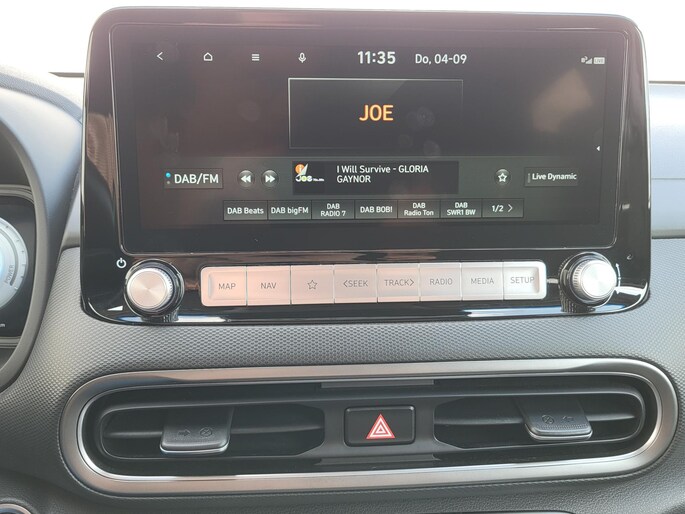 11:35 Do, 04-09
JOE
DAB/FM
I Will Survive - GLORIA
GAYNOR
Live Dynamic
DAB Beats
DAB bigFM
DAB
RADIO 7
DAB BOB!
DAB
Radio Ton
DAB
SWR1 BW
1/2 >
MAP
NAV
<SEEK
TRACK>
RADIO
MEDIA
SETUP